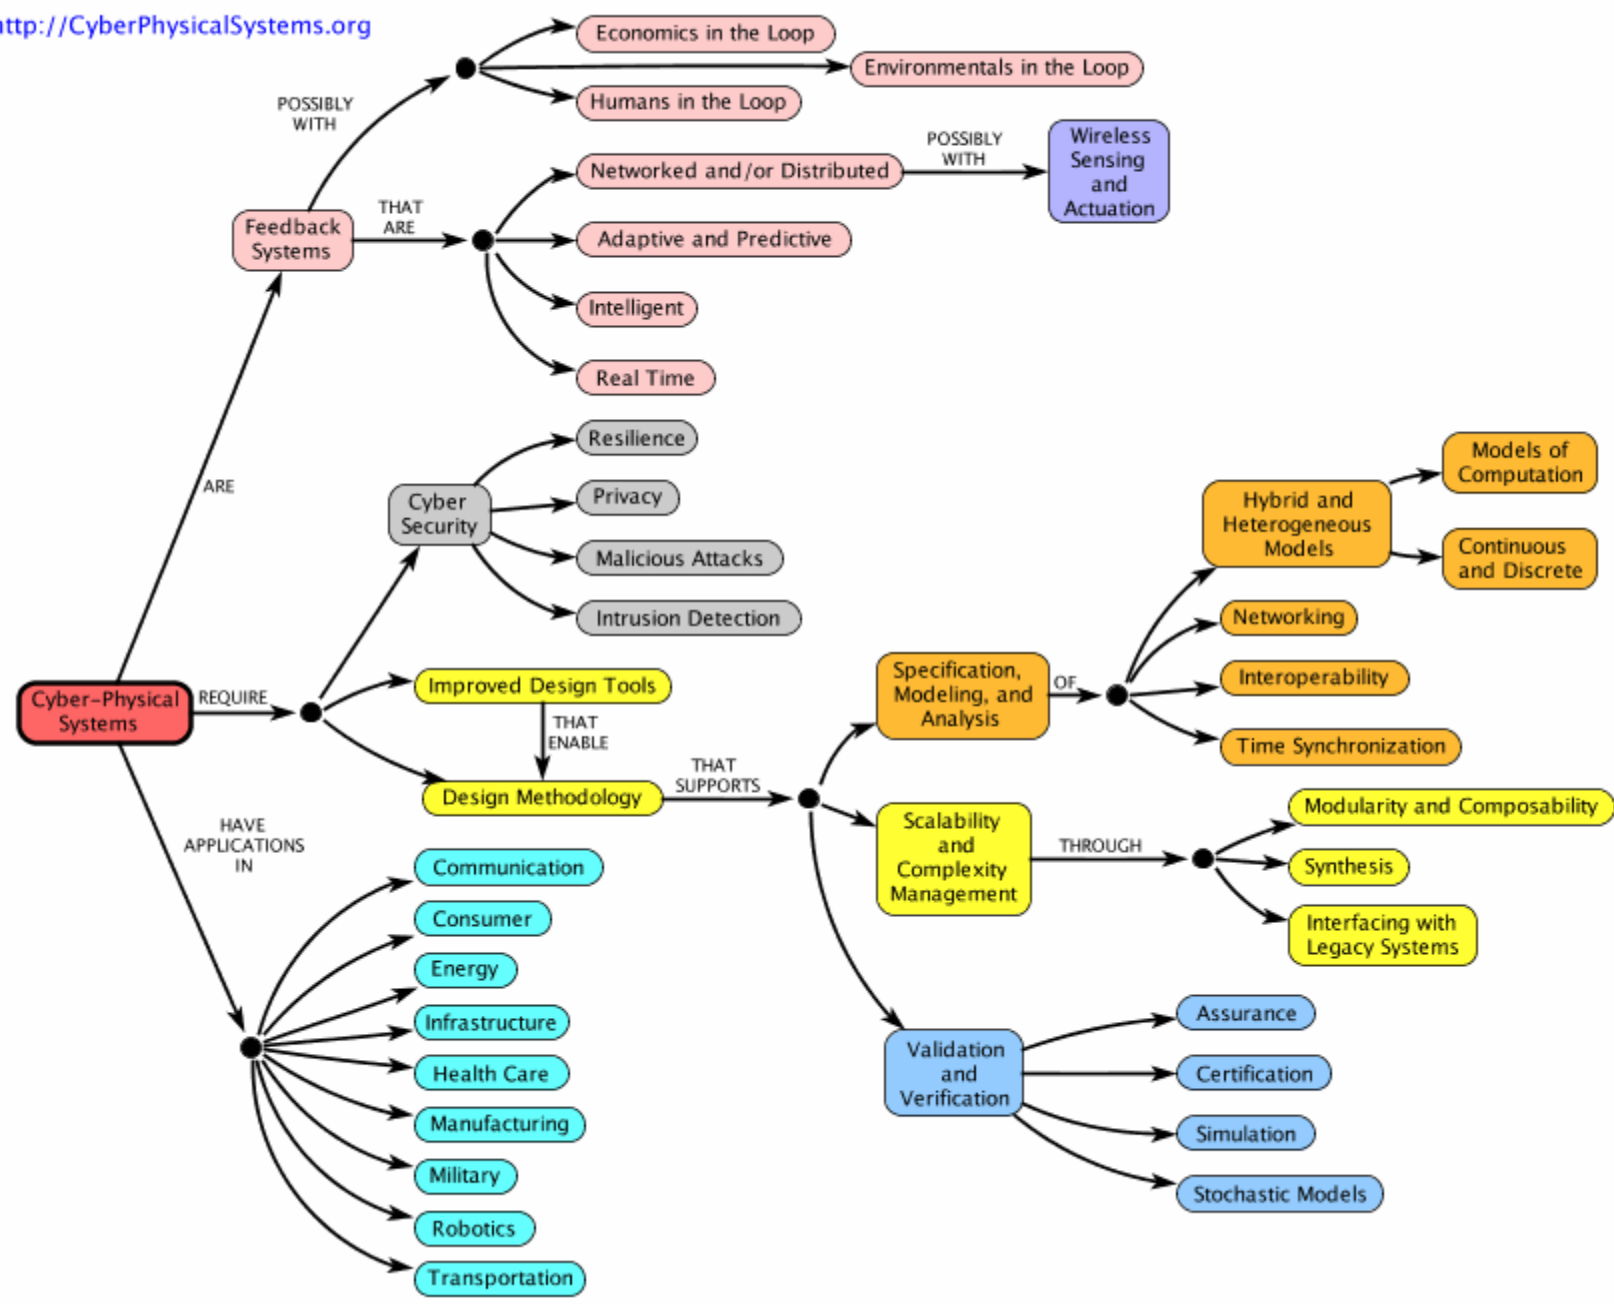 http://CyberPhysicalSystems.org
Economics in the Loop
Environmentals in the Loop
Humans in the Loop
POSSIBLY
WITH
Networked and/or Distributed
POSSIBLY
WITH
Wireless
Sensing
and
Actuation
Feedback
Systems
THAT
ARE
Adaptive and Predictive
Intelligent
Real Time
ARE
Resilience
Cyber
Security
Privacy
Malicious Attacks
Intrusion Detection
Models of
Computation
Hybrid and
Heterogeneous
Models
Continuous
and Discrete
Networking
Cyber-Physical
Systems
REQUIRE
Improved Design Tools
THAT
ENABLE
Design Methodology
THAT
SUPPORTS
Specification,
Modeling, and
Analysis
OF
Interoperability
Time Synchronization
Scalability
and
Complexity
Management
THROUGH
Modularity and Composability
Synthesis
Interfacing with
Legacy Systems
Validation
and
Verification
Assurance
Certification
Simulation
Stochastic Models
HAVE
APPLICATIONS
IN
Communication
Consumer
Energy
Infrastructure
Health Care
Manufacturing
Military
Robotics
Transportation